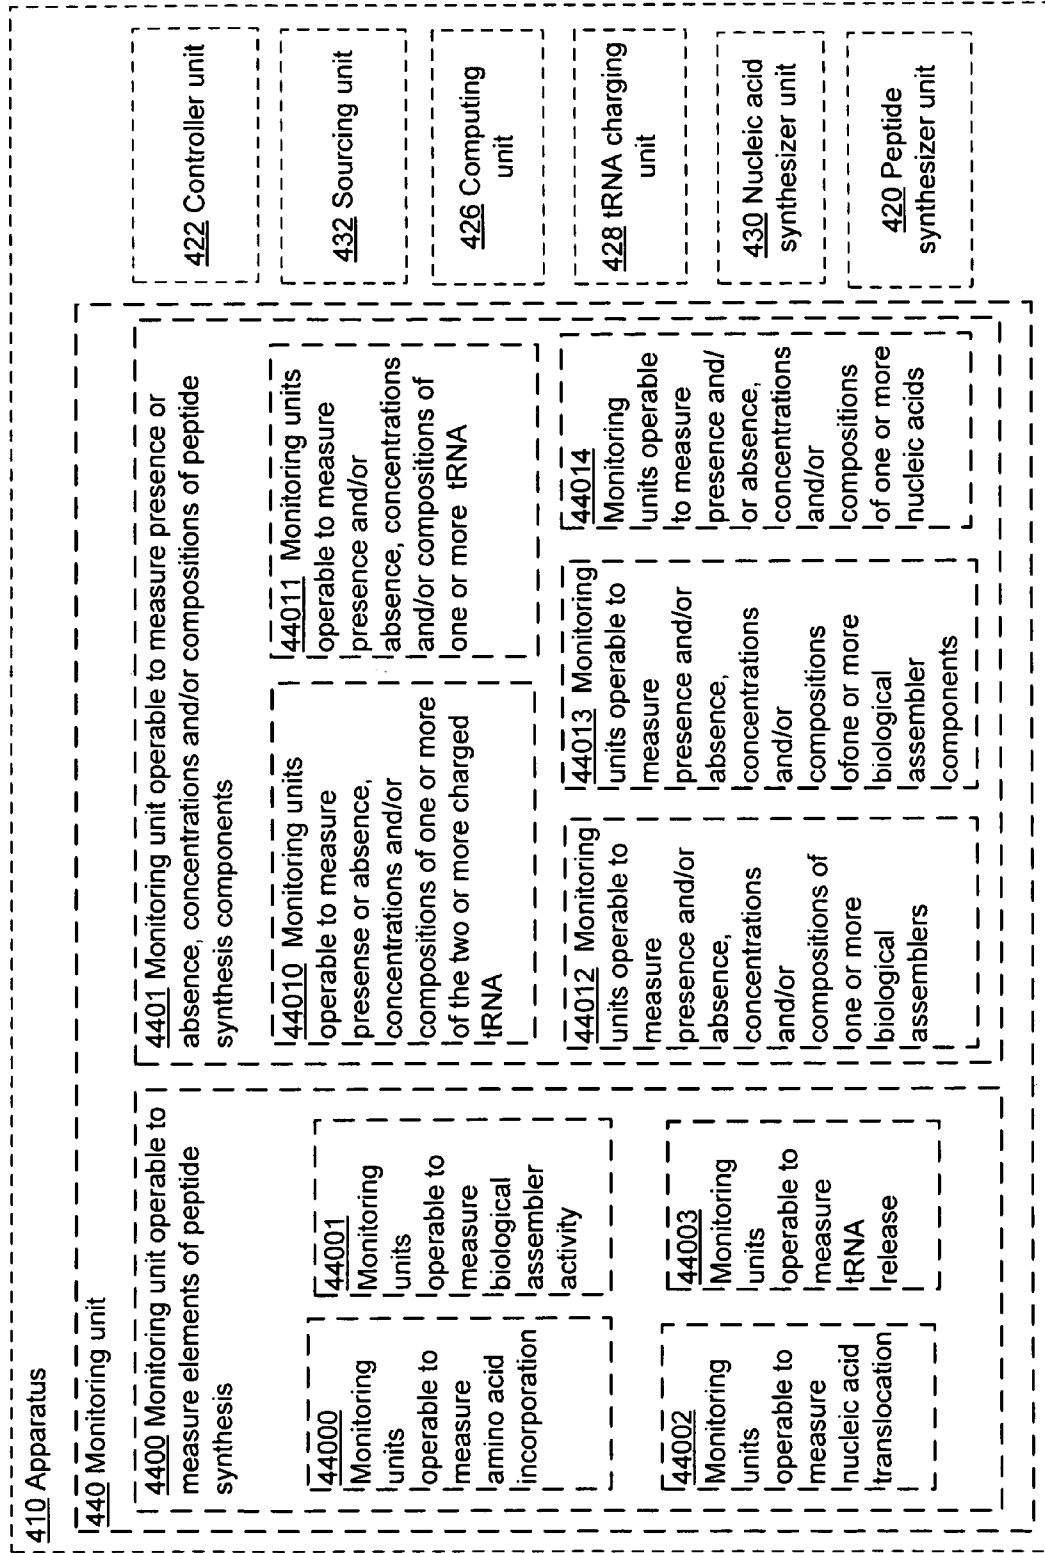 410 Apparatus
440 Monitoring unit
4400 Monitoring unit operable to
measure elements of peptide
synthesis
44000
Monitoring
units
operable to
measure
amino acid
incorporation
44001
Monitoring
units
operable to
measure
biological
assembler
activity
44002
Monitoring
units
operable to
measure
nucleic acid
translocation
44003
Monitoring
units
operable to
measure
tRNA
release
4401 Monitoring unit operable to measure presence or
absence, concentrations and/or compositions of peptide
synthesis components
44010 Monitoring units
operable to measure
presense or absence,
concentrations and/or
compositions of one or more
of the two or more charged
tRNA
44011 Monitoring units
operable to measure
presence and/or
absence, concentrations
and/or compositions of
one or more tRNA
44012 Monitoring
units operable to
measure
presence and/or
absence,
concentrations
and/or
compositions of
one or more
biological
assemblers
44013 Monitoring
units operable to
measure
presence and/or
absence,
concentrations
and/or
compositions
ofone or more
biological
assembler
components
44014
Monitoring
units operable
to measure
presence and/
or absence,
concentrations
and/or
compositions
of one or more
nucleic acids
422 Controller unit
432 Sourcing unit
426 Computing
unit
428 tRNA charging
unit
430 Nucleic acid
synthesizer unit
420 Peptide
synthesizer unit